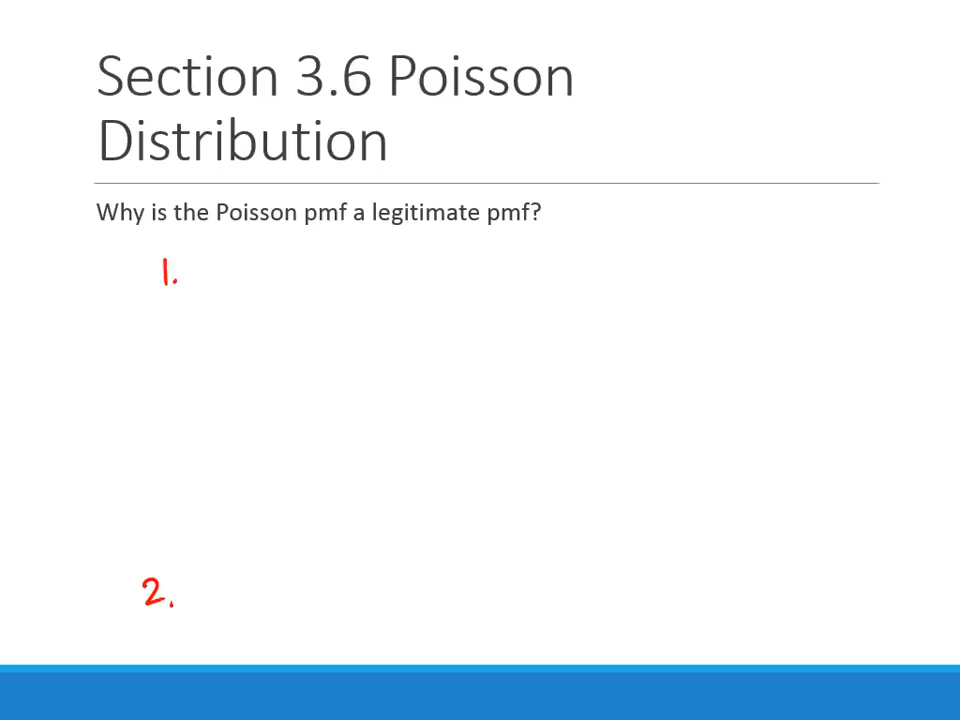 Section 3.6 Poisson
Distribution
Why is the Poisson pmf a legitimate pmf?
1.
2.